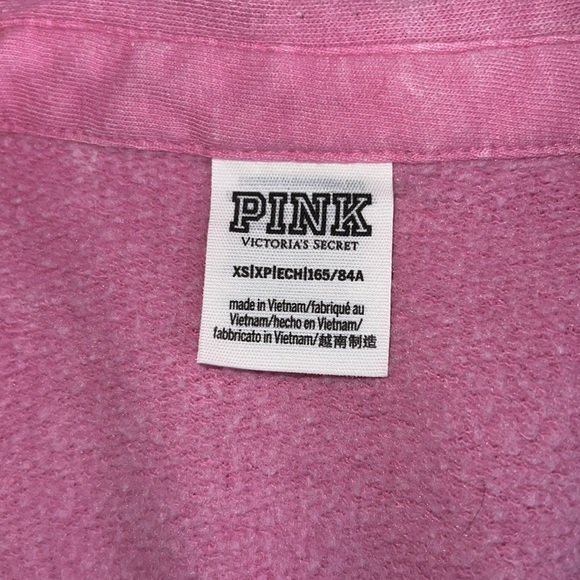 PINK
VICTORIA'S SECRET
XS|XP|ECH|165/84A
made in Vietnam/fabriqué au
Vietnam/hecho en Vietnam/
fabbricato in Vietnam/越南制造